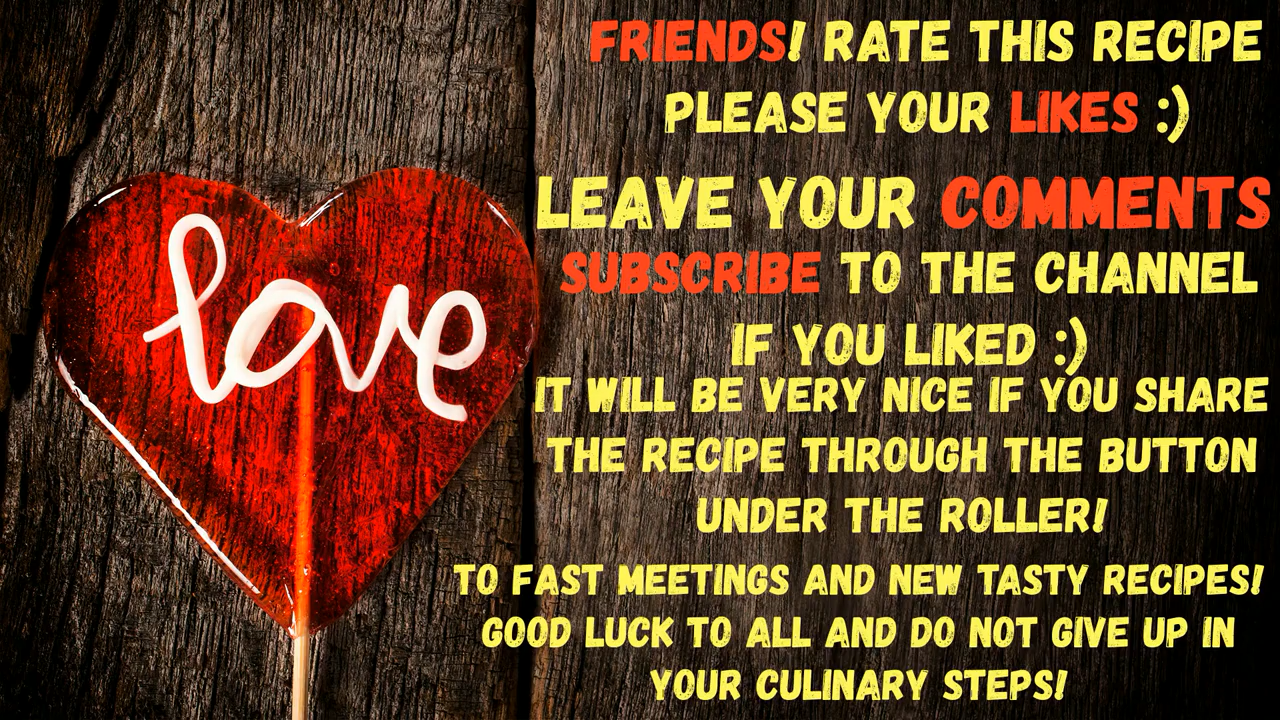 love
FRIENDS! RATE THIS RECIPE
PLEASE YOUR LIKES :)
LEAVE YOUR COMMENTS
SUBSCRIBE TO THE CHANNEL
IF YOU LIKED :)
IT WILL BE VERY NICE IF YOU SHARE
THE RECIPE THROUGH THE BUTTON
UNDER THE ROLLER!
TO FAST MEETINGS AND NEW TASTY RECIPES!
GOOD LUCK TO ALL AND DO NOT GIVE UP IN
YOUR CULINARY STEPS!